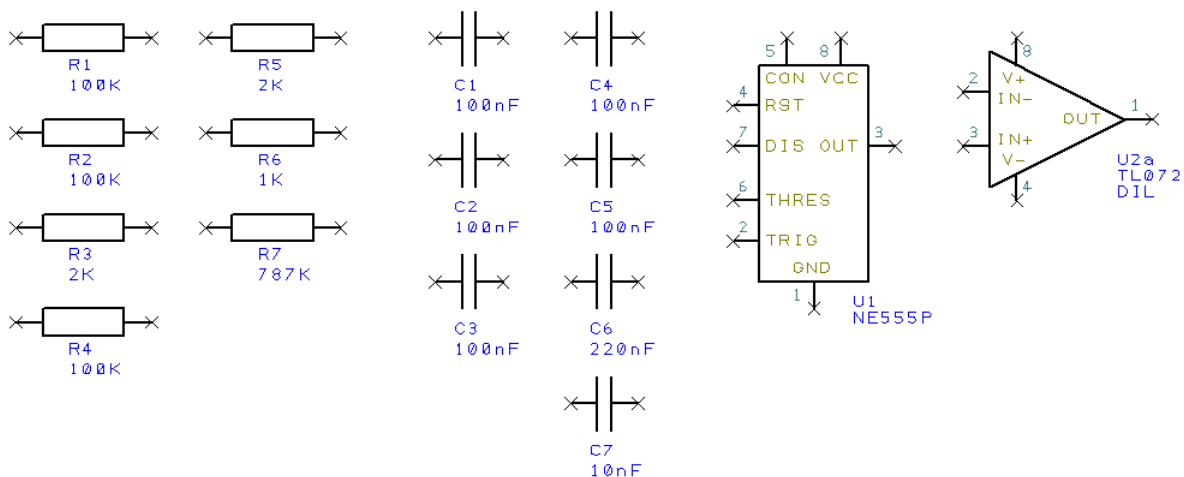 R1
100K
R5
2K
C1
100nF
C4
100nF
5
8
CON VCC
4
RST
7
DIS OUT
3
6
THRES
2
TRIG
GND
1
U1
NE555P
8
V+
2
IN-
OUT
1
3
IN+
V-
4
U2a
TL072
DIL
R2
100K
R6
1K
C2
100nF
C5
100nF
R3
2K
R7
787K
C3
100nF
C6
220nF
R4
100K
C7
10nF